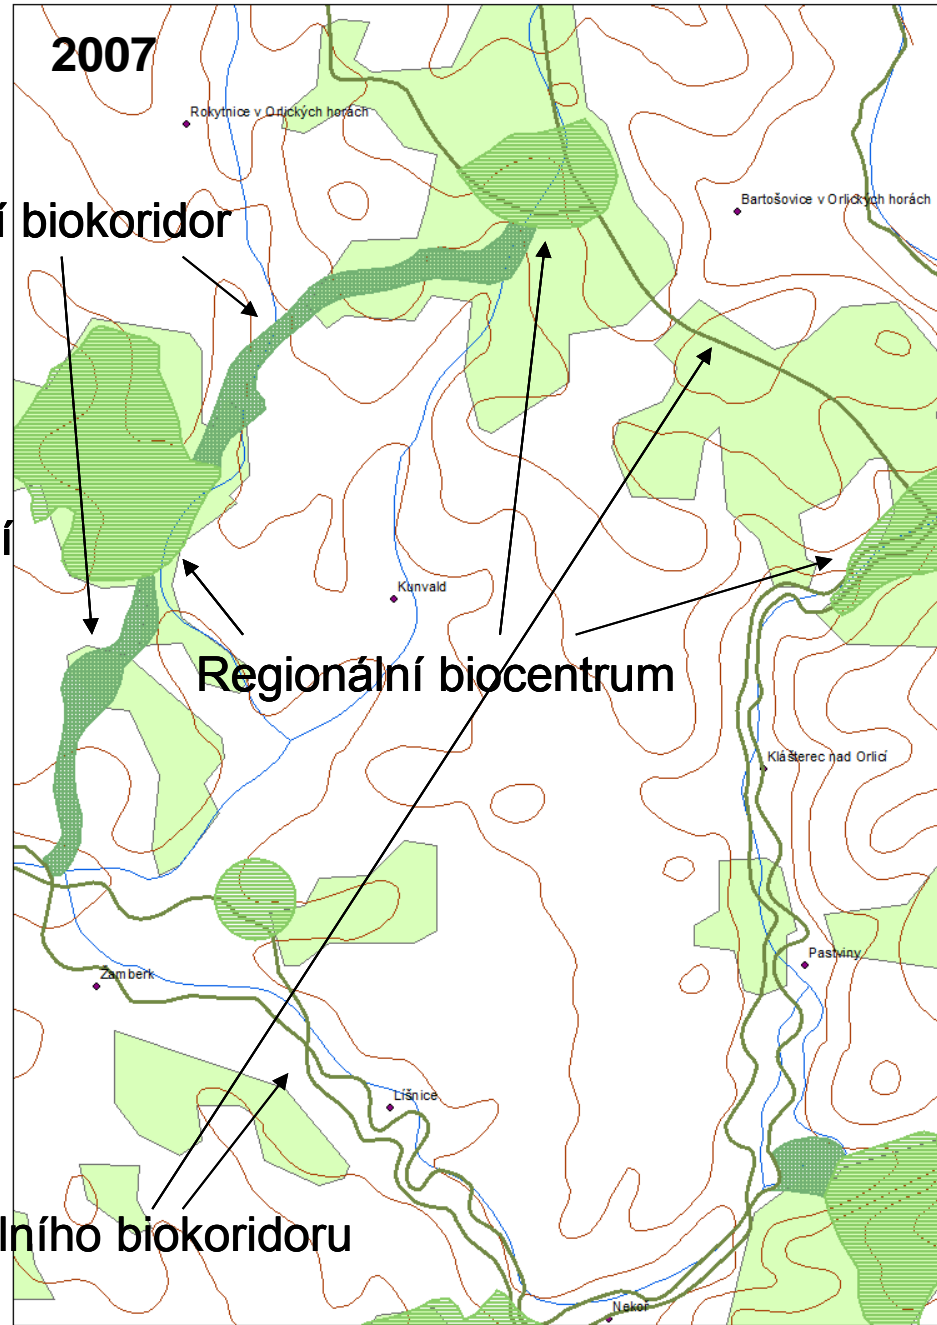 2007
Rokytnice v Orlických horách
Bartošovice v Orlických horách
í biokoridor
í
Kunvald
Regionální biocentrum
Klášterec nad Orlicí
Pastviny
Žamberk
Líšnice
lního biokoridoru
Nekoř